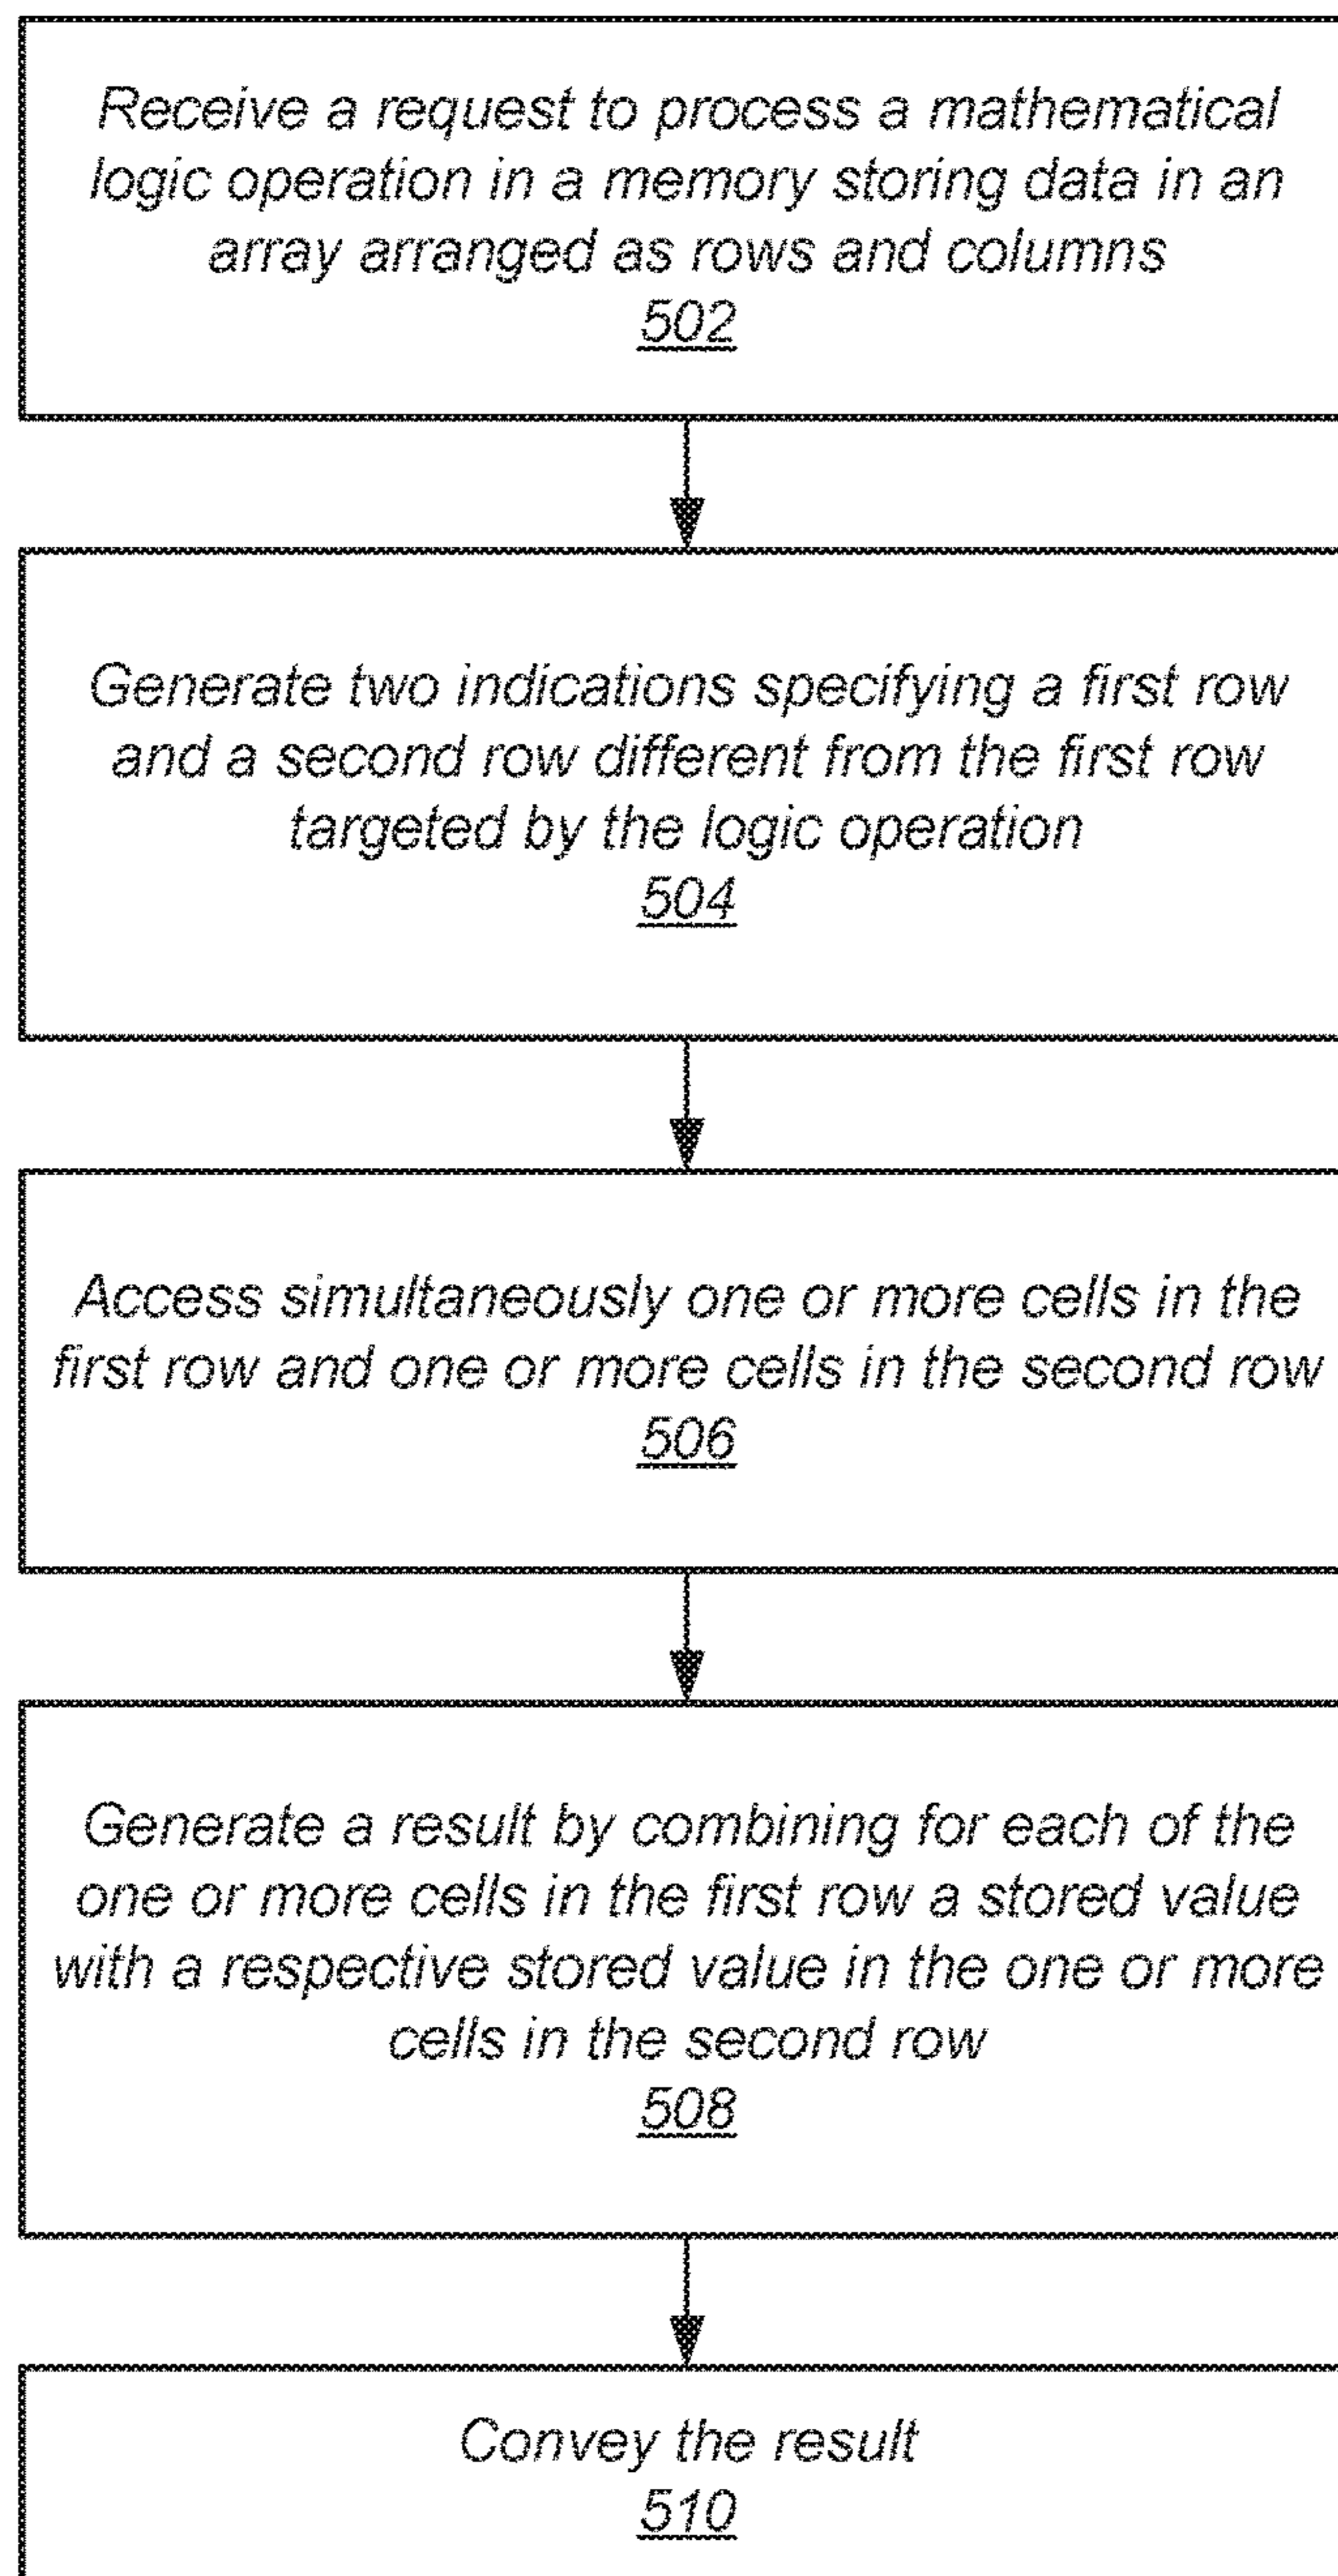 Receive a request to process a mathematical
logic operation in a memory storing data in an
array arranged as rows and columns
502
Generate two indications specifying a first row
and a second row different from the first row
targeted by the logic operation
504
Access simultaneously one or more cells in the
first row and one or more cells in the second row
506
Generate a result by combining for each of the
one or more cells in the first row a stored value
with a respective stored value in the one or more
cells in the second row
508
Convey the result
510